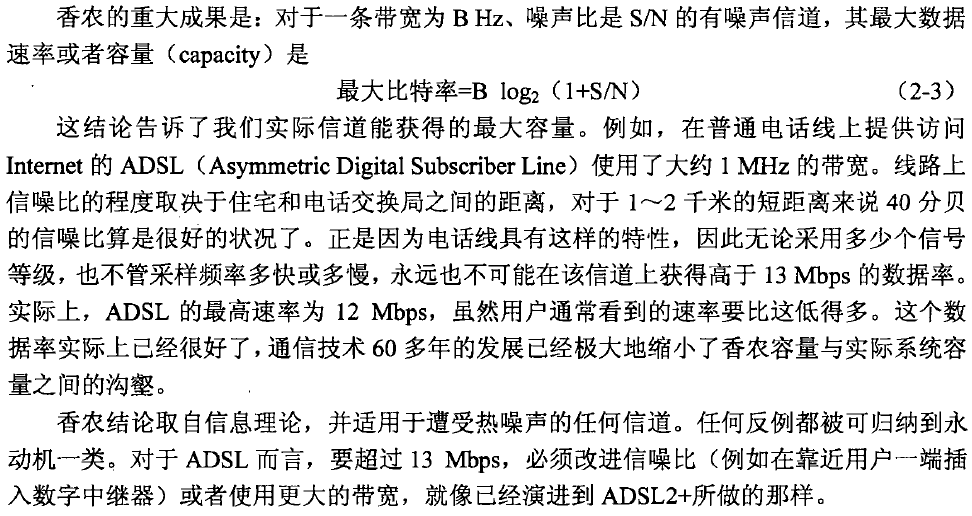 香农的重大成果是：对于一条带宽为 B Hz、噪声比是 S/N 的有噪声信道，其最大数据
速率或者容量（capacity）是
最大比特率=B log₂（1+S/N） （2-3）
这结论告诉了我们实际信道能获得的最大容量。例如，在普通电话线上提供访问
Internet 的 ADSL（Asymmetric Digital Subscriber Line）使用了大约 1 MHz 的带宽。线路上
信噪比的程度取决于住宅和电话交换局之间的距离，对于 1～2 千米的短距离来说 40 分贝
的信噪比算是很好的状况了。正是因为电话线具有这样的特性，因此无论采用多少个信号
等级，也不管采样频率多快或多慢，永远也不可能在该信道上获得高于 13 Mbps 的数据率。
实际上，ADSL 的最高速率为 12 Mbps，虽然用户通常看到的速率要比这低得多。这个数
据率实际上已经很好了，通信技术 60 多年的发展已经极大地缩小了香农容量与实际系统容
量之间的沟壑。
香农结论取自信息理论，并适用于遭受热噪声的任何信道。任何反例都被可归纳到永
动机一类。对于 ADSL 而言，要超过 13 Mbps，必须改进信噪比（例如在靠近用户一端插
入数字中继器）或者使用更大的带宽，就像已经演进到 ADSL2+所做的那样。